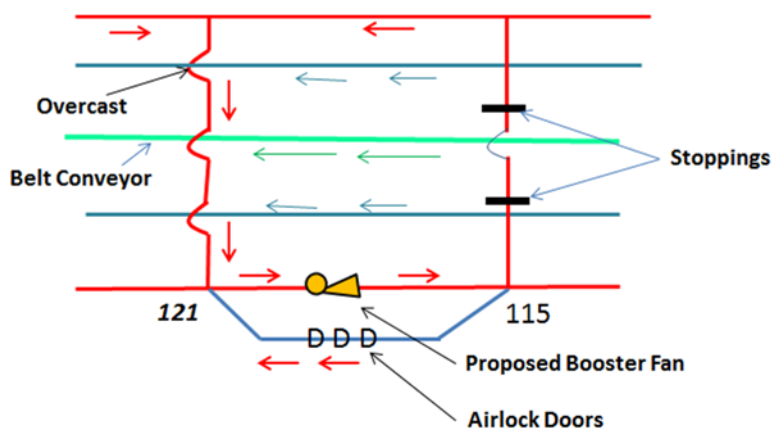 Overcast
Belt Conveyor
Stoppings
121
115
D D D
Proposed Booster Fan
Airlock Doors